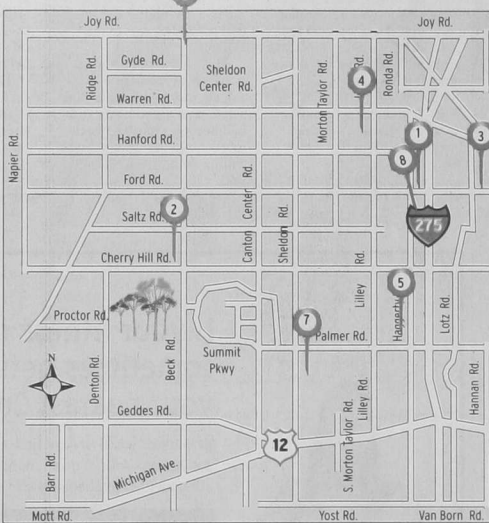 Joy Rd.
Joy Rd.
Gyde Rd.
Sheldon
Center Rd.
Ridge Rd.
Morton Taylor Rd.
Rd.
Ronda Rd.
4
Warren Rd.
Napier Rd.
Hanford Rd.
1
3
8
Ford Rd.
Canton Center Rd.
2
Saltz Rd.
Sheldon Rd.
275
Cherry Hill Rd.
Lilley Rd.
5
Haggerty
Lotz Rd.
Proctor Rd.
7
Palmer Rd.
Summit
Pkwy
Beck Rd.
Denton Rd.
N
Hannan Rd.
Geddes Rd.
Lilley Rd.
S. Morton Taylor Rd.
12
Barr Rd.
Michigan Ave.
Mott Rd.
Yost Rd.
Van Born Rd.